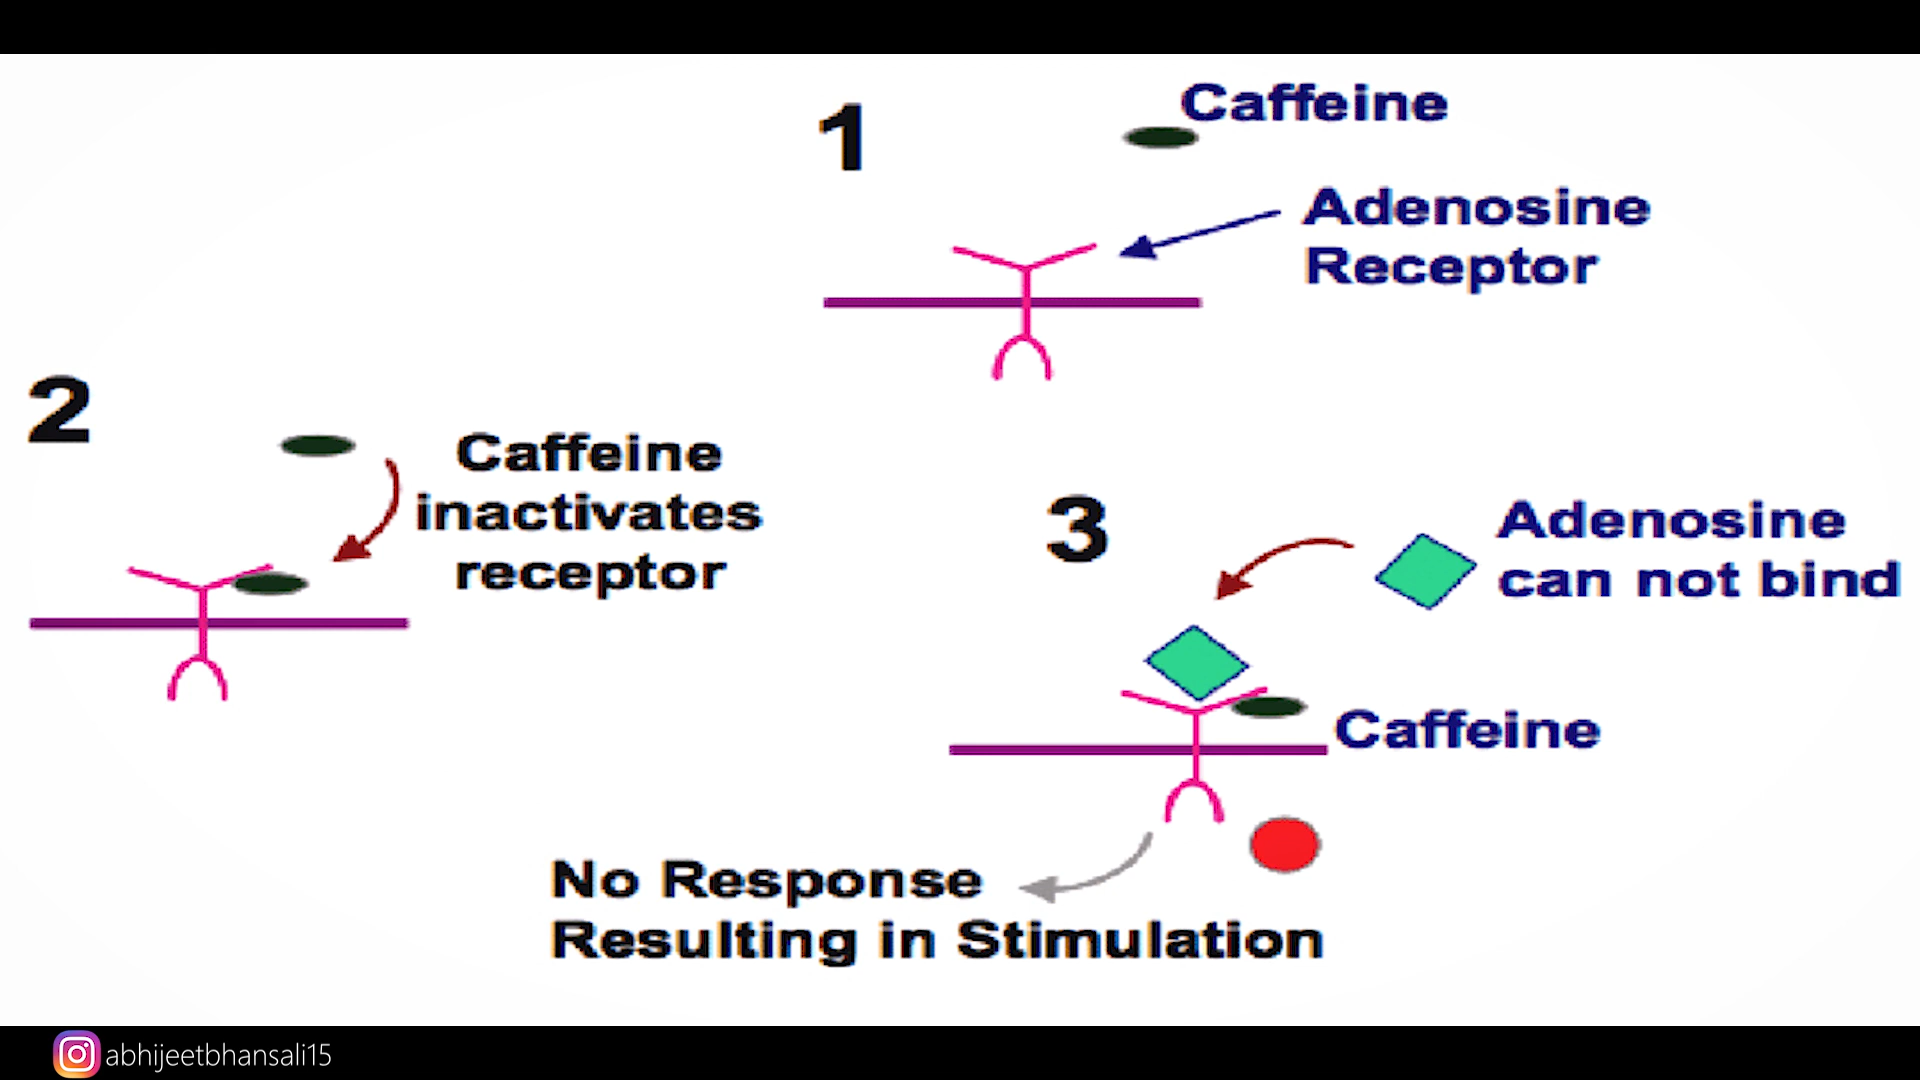 1
Caffeine
Adenosine
Receptor
2
Caffeine
inactivates
receptor
3
Adenosine
can not bind
Caffeine
No Response
Resulting in Stimulation
abhijeetbhansali15